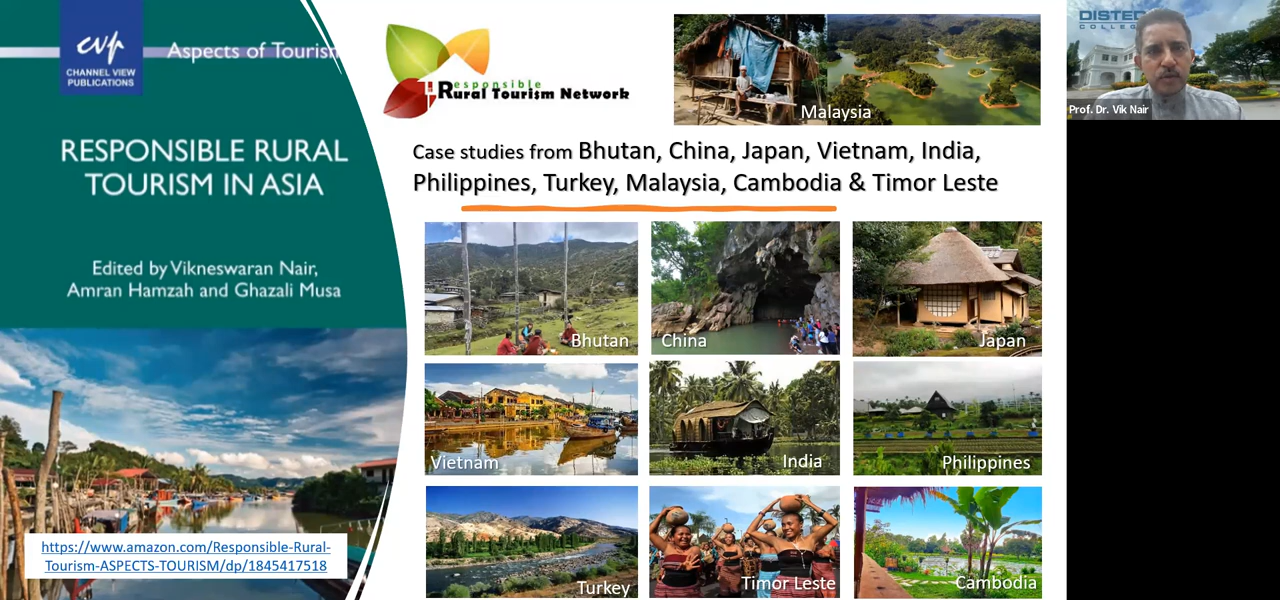 cvp
CHANNEL VIEW
PUBLICATIONS
Aspects of Tourism
RESPONSIBLE RURAL
TOURISM IN ASIA
Edited by Vikneswaran Nair,
Amran Hamzah and Ghazali Musa
https://www.amazon.com/Responsible-Rural-
Tourism-ASPECTS-TOURISM/dp/1845417518
Responsible
Rural Tourism Network
Malaysia
Case studies from Bhutan, China, Japan, Vietnam, India,
Philippines, Turkey, Malaysia, Cambodia & Timor Leste
Bhutan
China
Japan
Vietnam
India
Philippines
Turkey
Timor Leste
Cambodia
DISTED
COLLEGE
Prof. Dr. Vik Nair